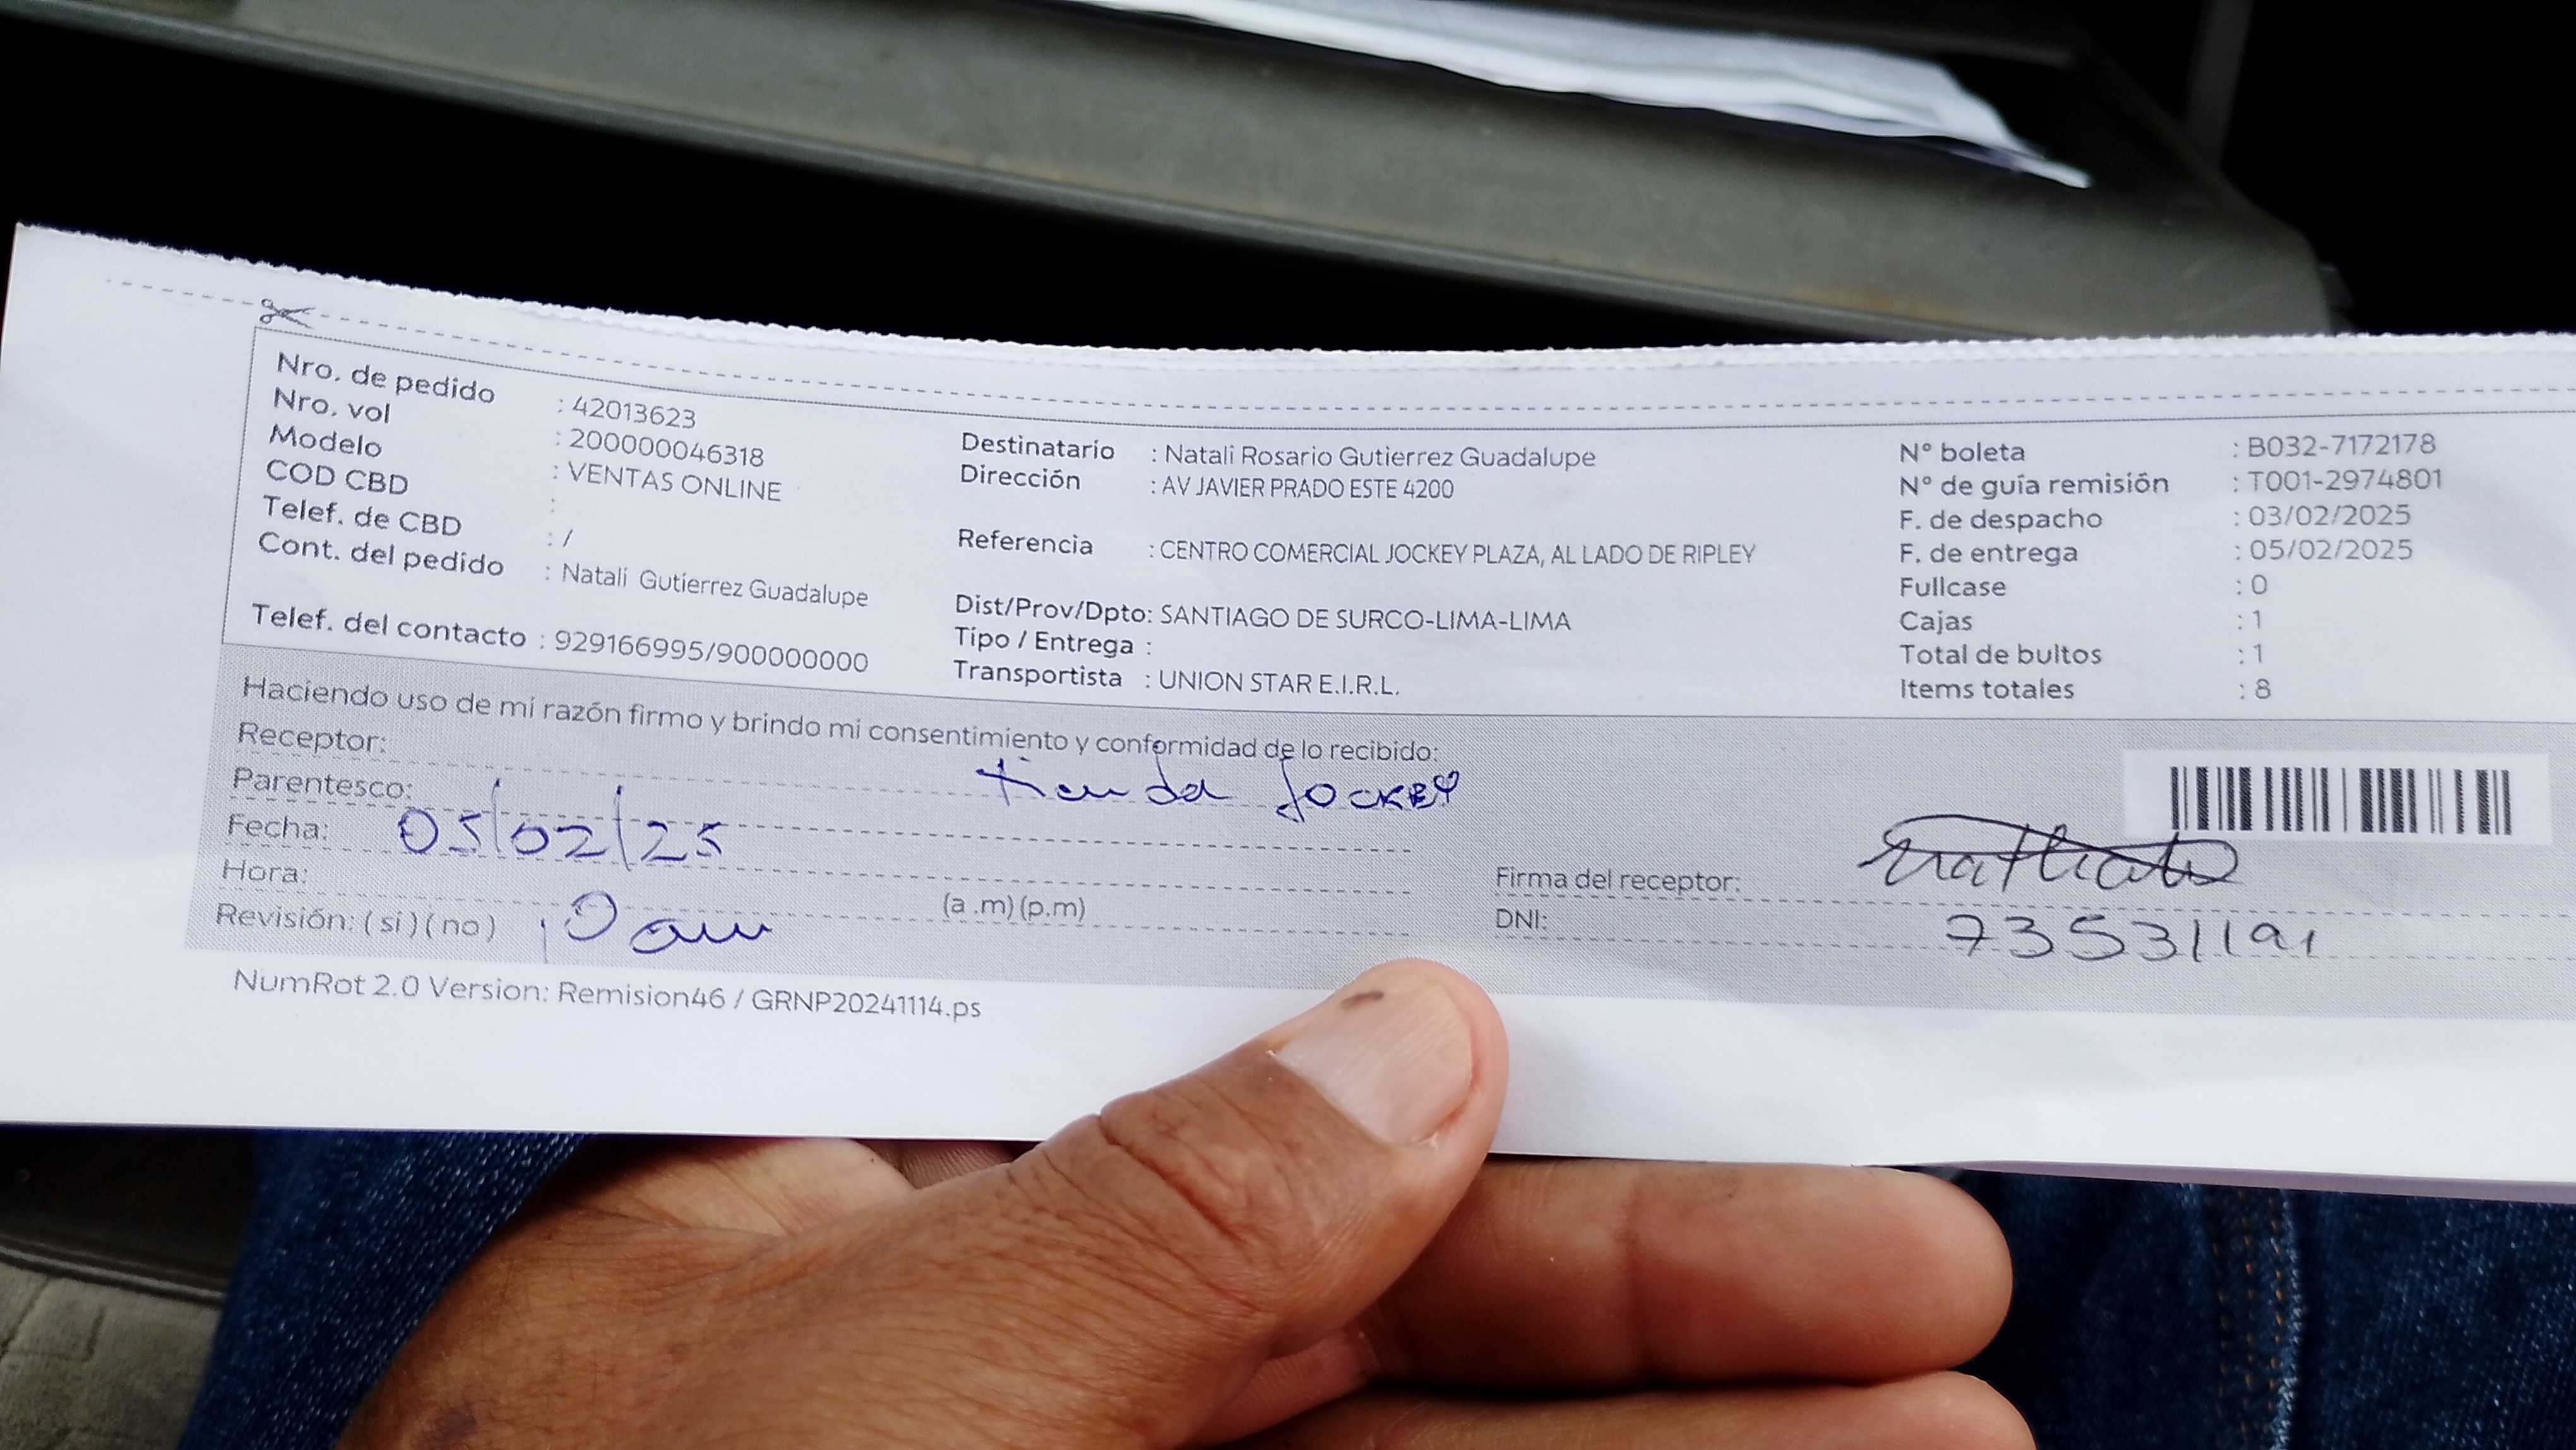 Nro. de pedido : 42013623
Nro. vol : 200000046318
Modelo : VENTAS ONLINE
COD CBD :
Telef. de CBD : /
Cont. del pedido : Natali Gutierrez Guadalupe
Telef. del contacto : 929166995/900000000
Destinatario : Natali Rosario Gutierrez Guadalupe
Dirección : AV JAVIER PRADO ESTE 4200
Referencia : CENTRO COMERCIAL JOCKEY PLAZA, AL LADO DE RIPLEY
Dist/Prov/Dpto: SANTIAGO DE SURCO-LIMA-LIMA
Tipo / Entrega :
Transportista : UNION STAR E.I.R.L.
N° boleta : B032-7172178
N° de guía remisión : T001-2974801
F. de despacho : 03/02/2025
F. de entrega : 05/02/2025
Fullcase : 0
Cajas : 1
Total de bultos : 1
Items totales : 8
Haciendo uso de mi razón firmo y brindo mi consentimiento y conformidad de lo recibido:
Receptor:
tienda Jockey
Parentesco:
Fecha: 05/02/25
Hora: (a .m) (p.m)
Revisión: ( si ) ( no ) 10 am
Firma del receptor:
DNI: 73531191
NumRot 2.0 Version: Remision46 / GRNP20241114.ps